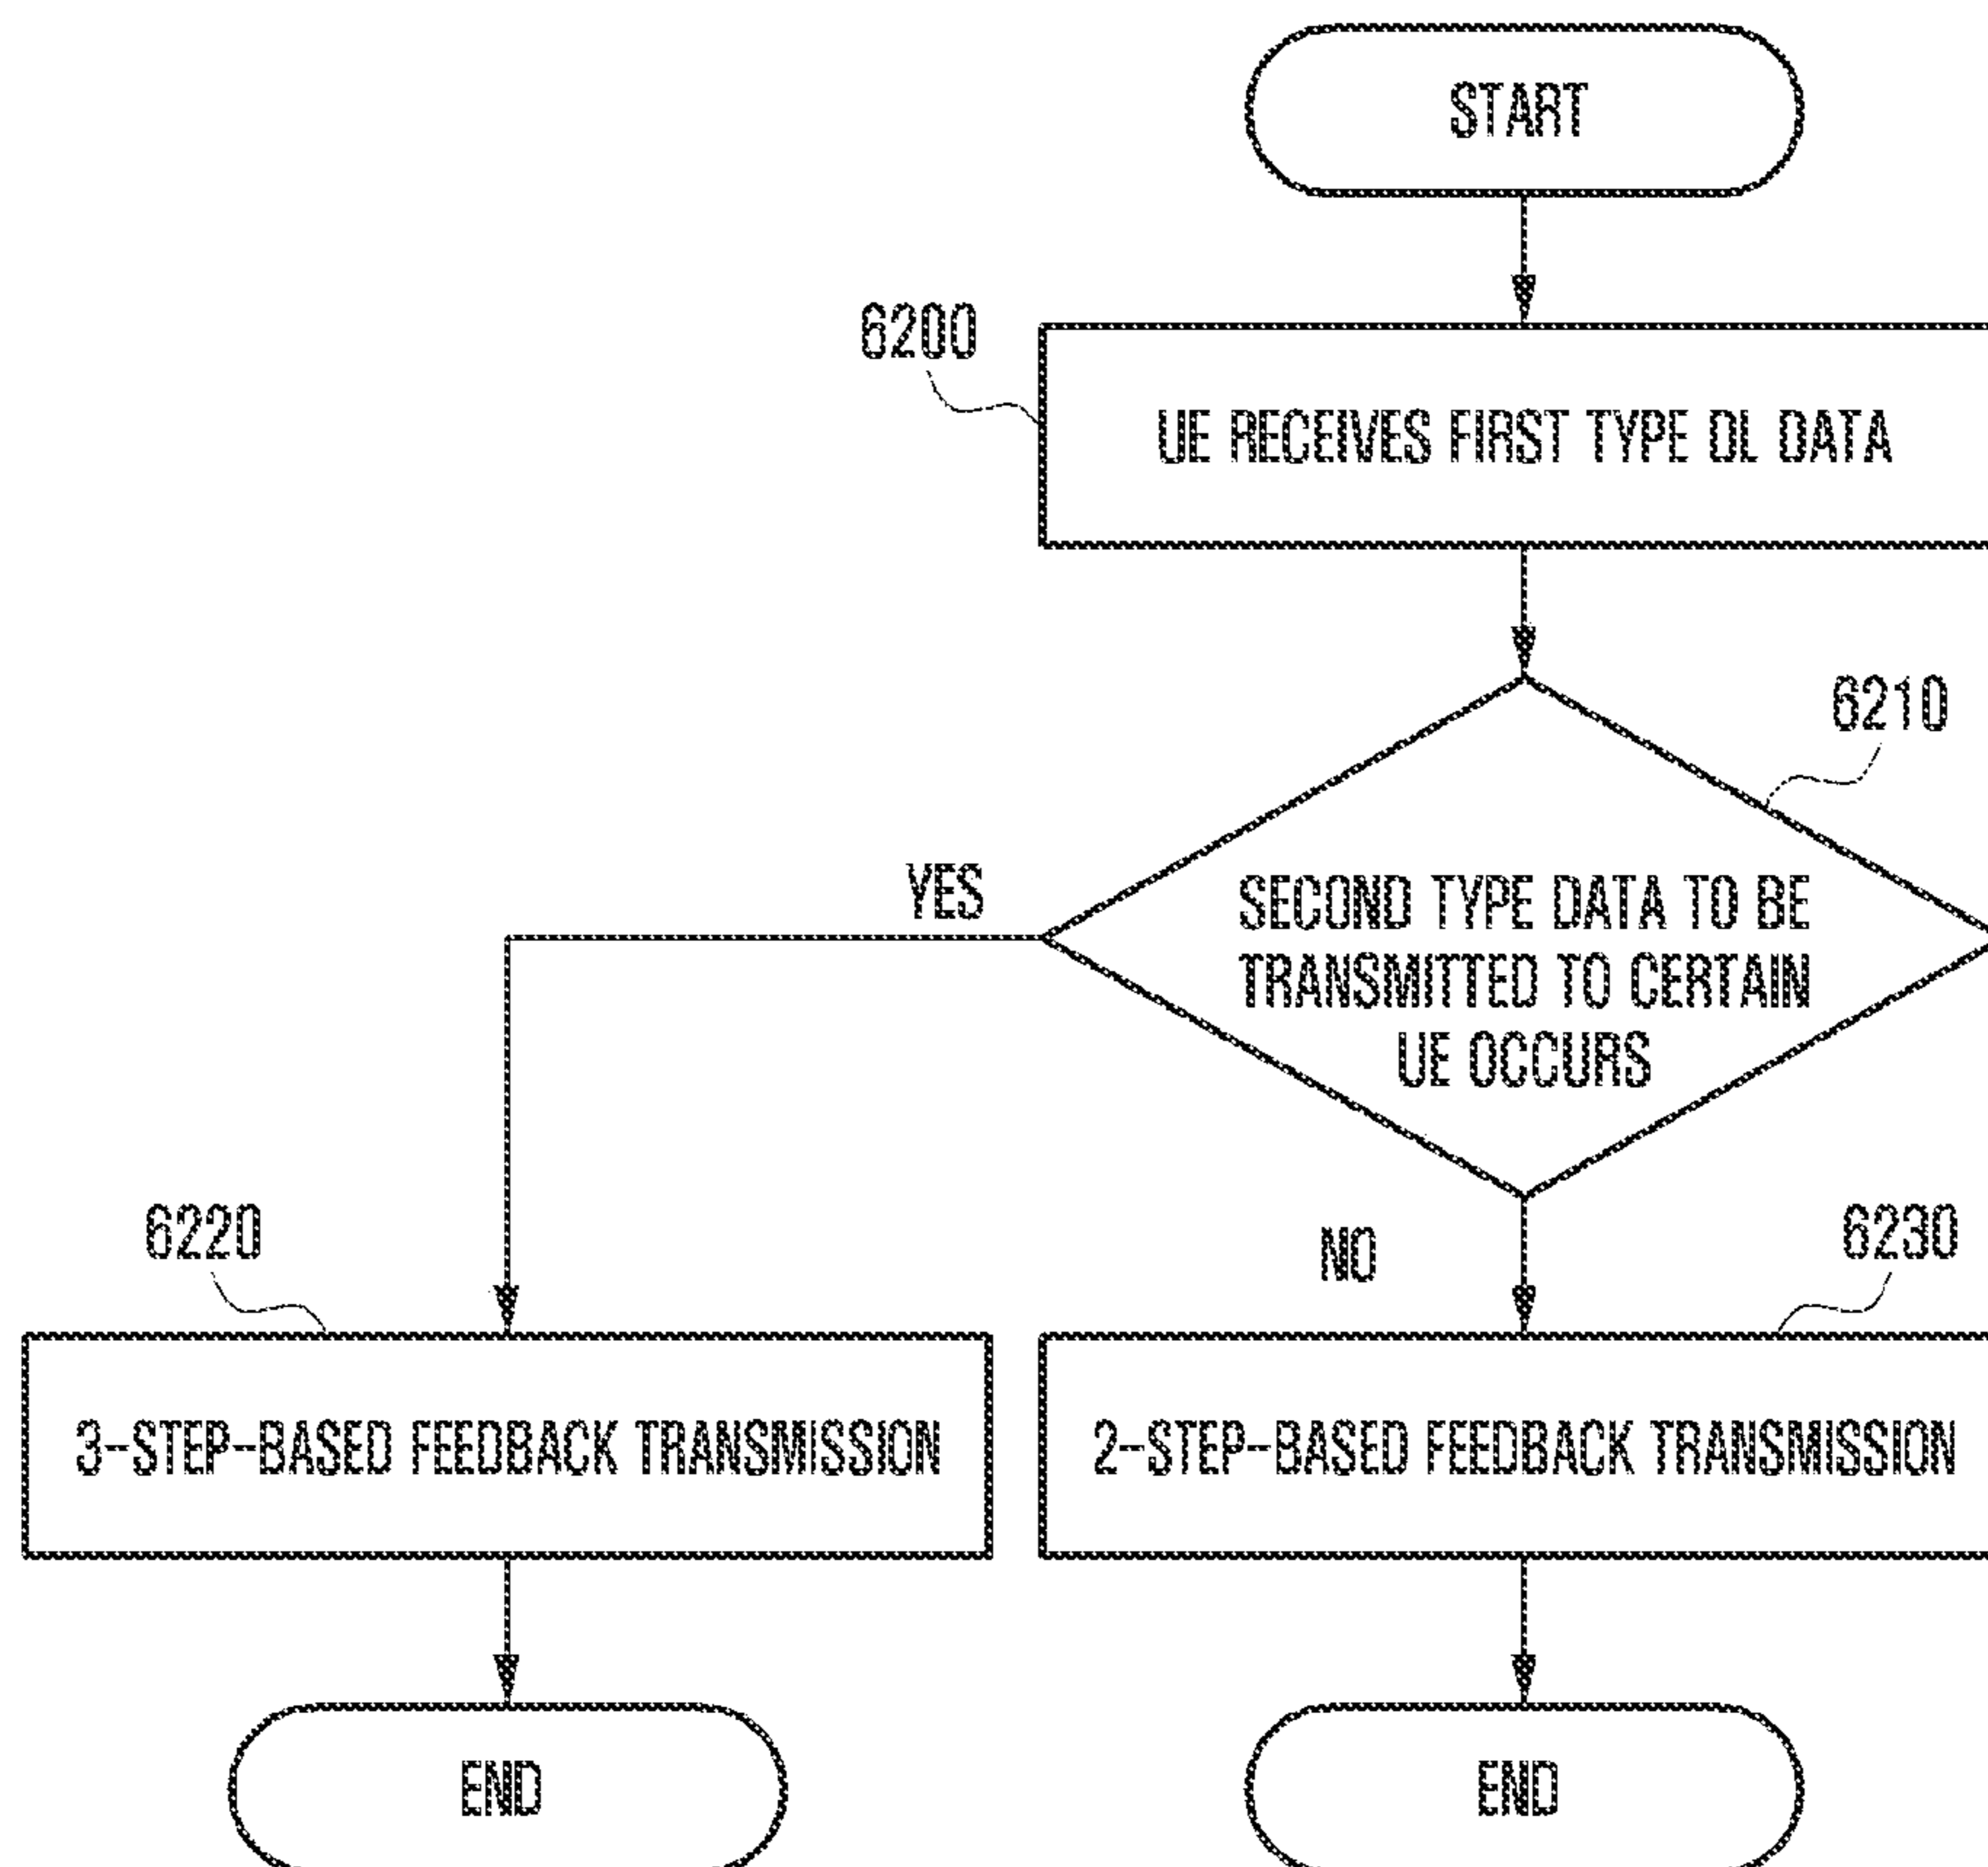 START
6200
UE RECEIVES FIRST TYPE DL DATA
6210
SECOND TYPE DATA TO BE
TRANSMITTED TO CERTAIN
UE OCCURS
YES
NO
6220
6230
3-STEP-BASED FEEDBACK TRANSMISSION
2-STEP-BASED FEEDBACK TRANSMISSION
END
END